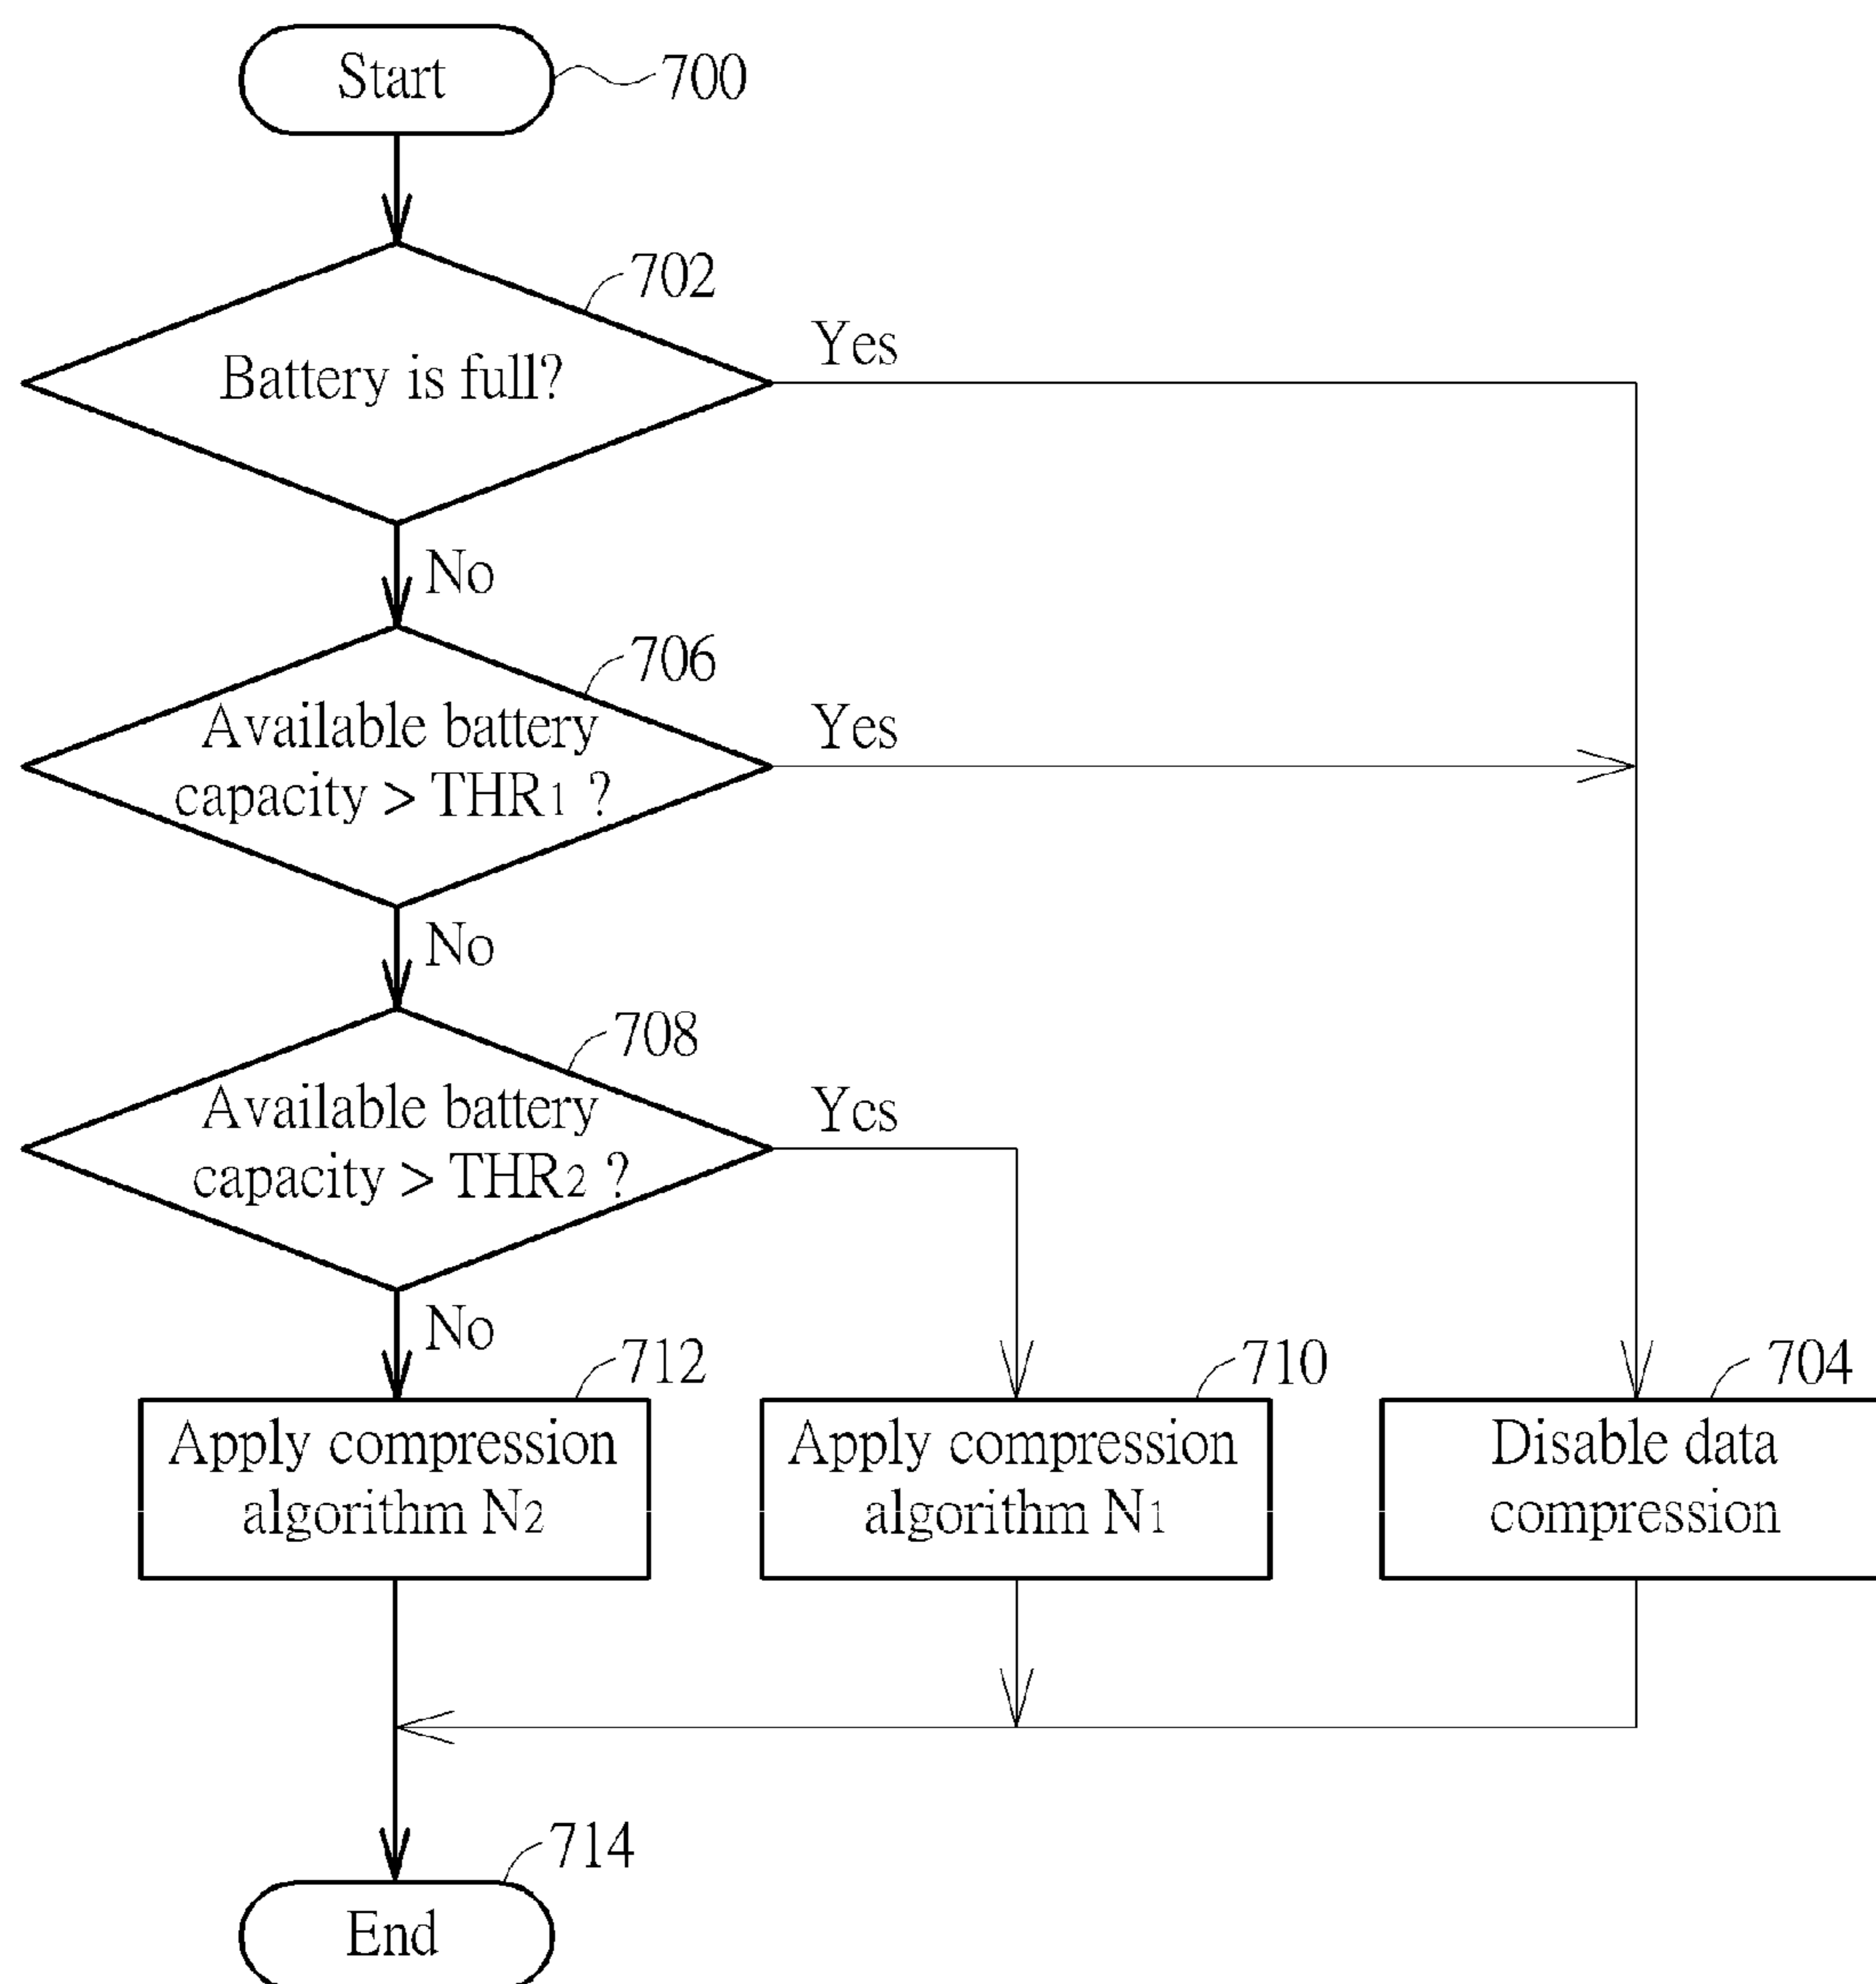 Start
700
702
Battery is full?
Yes
No
706
Available battery
capacity > THR1 ?
Yes
No
708
Available battery
capacity > THR2 ?
Yes
No
712
Apply compression
algorithm N2
710
Apply compression
algorithm N1
704
Disable data
compression
714
End